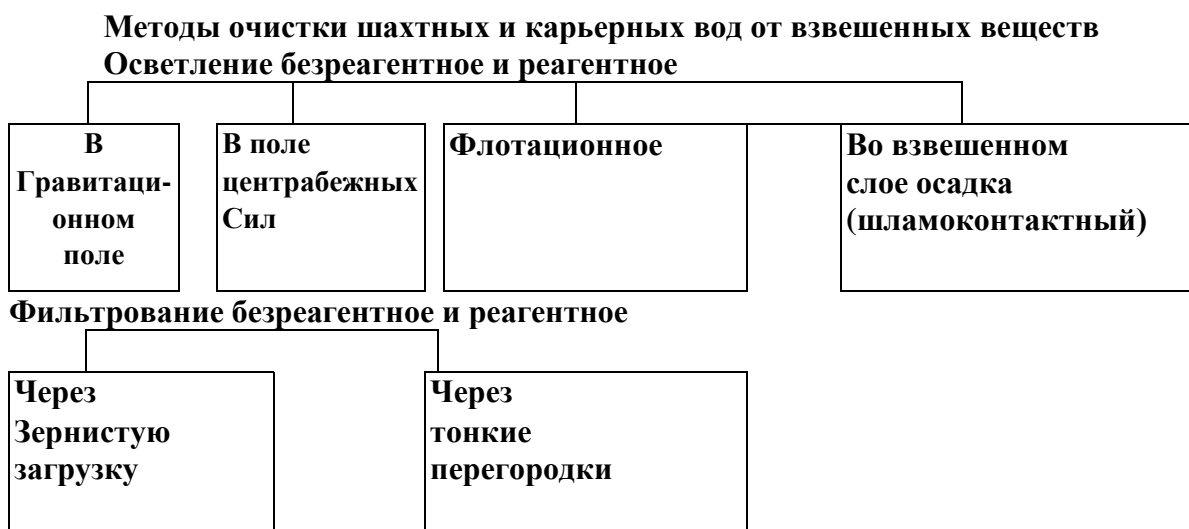 Методы очистки шахтных и карьерных вод от взвешенных веществ
Осветление безреагентное и реагентное
В
Гравитаци-
онном
поле
В поле
центрабежных
Сил
Флотационное
Во взвешенном
слое осадка
(шламоконтактный)
Фильтрование безреагентное и реагентное
Через
Зернистую
загрузку
Через
тонкие
перегородки